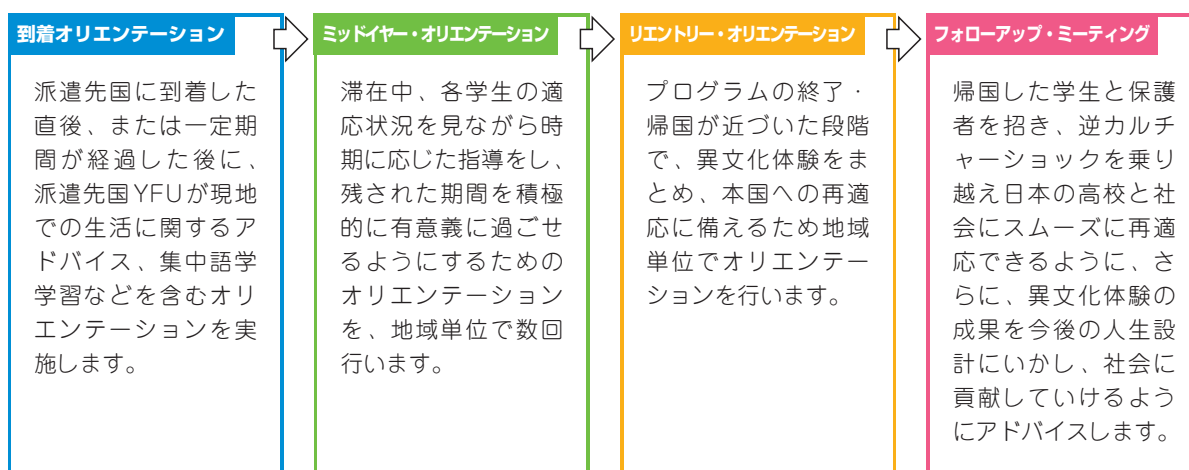 到着オリエンテーション
派遣先国に到着した
直後、または一定期
間が経過した後に、
派遣先国YFUが現地
での生活に関するア
ドバイス、集中語学
学習などを含むオリ
エンテーションを実
施します。
ミッドイヤー・オリエンテーション
滞在中、各学生の適
応状況を見ながら時
期に応じた指導をし、
残された期間を積極
的に有意義に過ごせ
るようにするための
オリエンテーション
を、地域単位で数回
行います。
リエントリー・オリエンテーション
プログラムの終了・
帰国が近づいた段階
で、異文化体験をま
とめ、本国への再適
応に備えるため地域
単位でオリエンテー
ションを行います。
フォローアップ・ミーティング
帰国した学生と保護
者を招き、逆カルチ
ャーショックを乗り
越え日本の高校と社
会にスムーズに再適
応できるように、さ
らに、異文化体験の
成果を今後の人生設
計にいかし、社会に
貢献していけるよう
にアドバイスします。